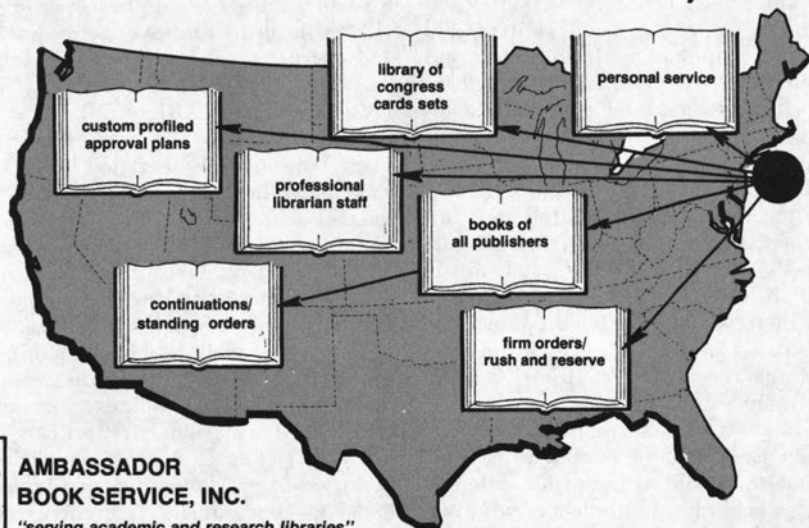 library of
congress
cards sets
personal service
custom profiled
approval plans
professional
librarian staff
books of
all publishers
continuations/
standing orders
firm orders/
rush and reserve
AMBASSADOR
BOOK SERVICE, INC.
"serving academic and research libraries"